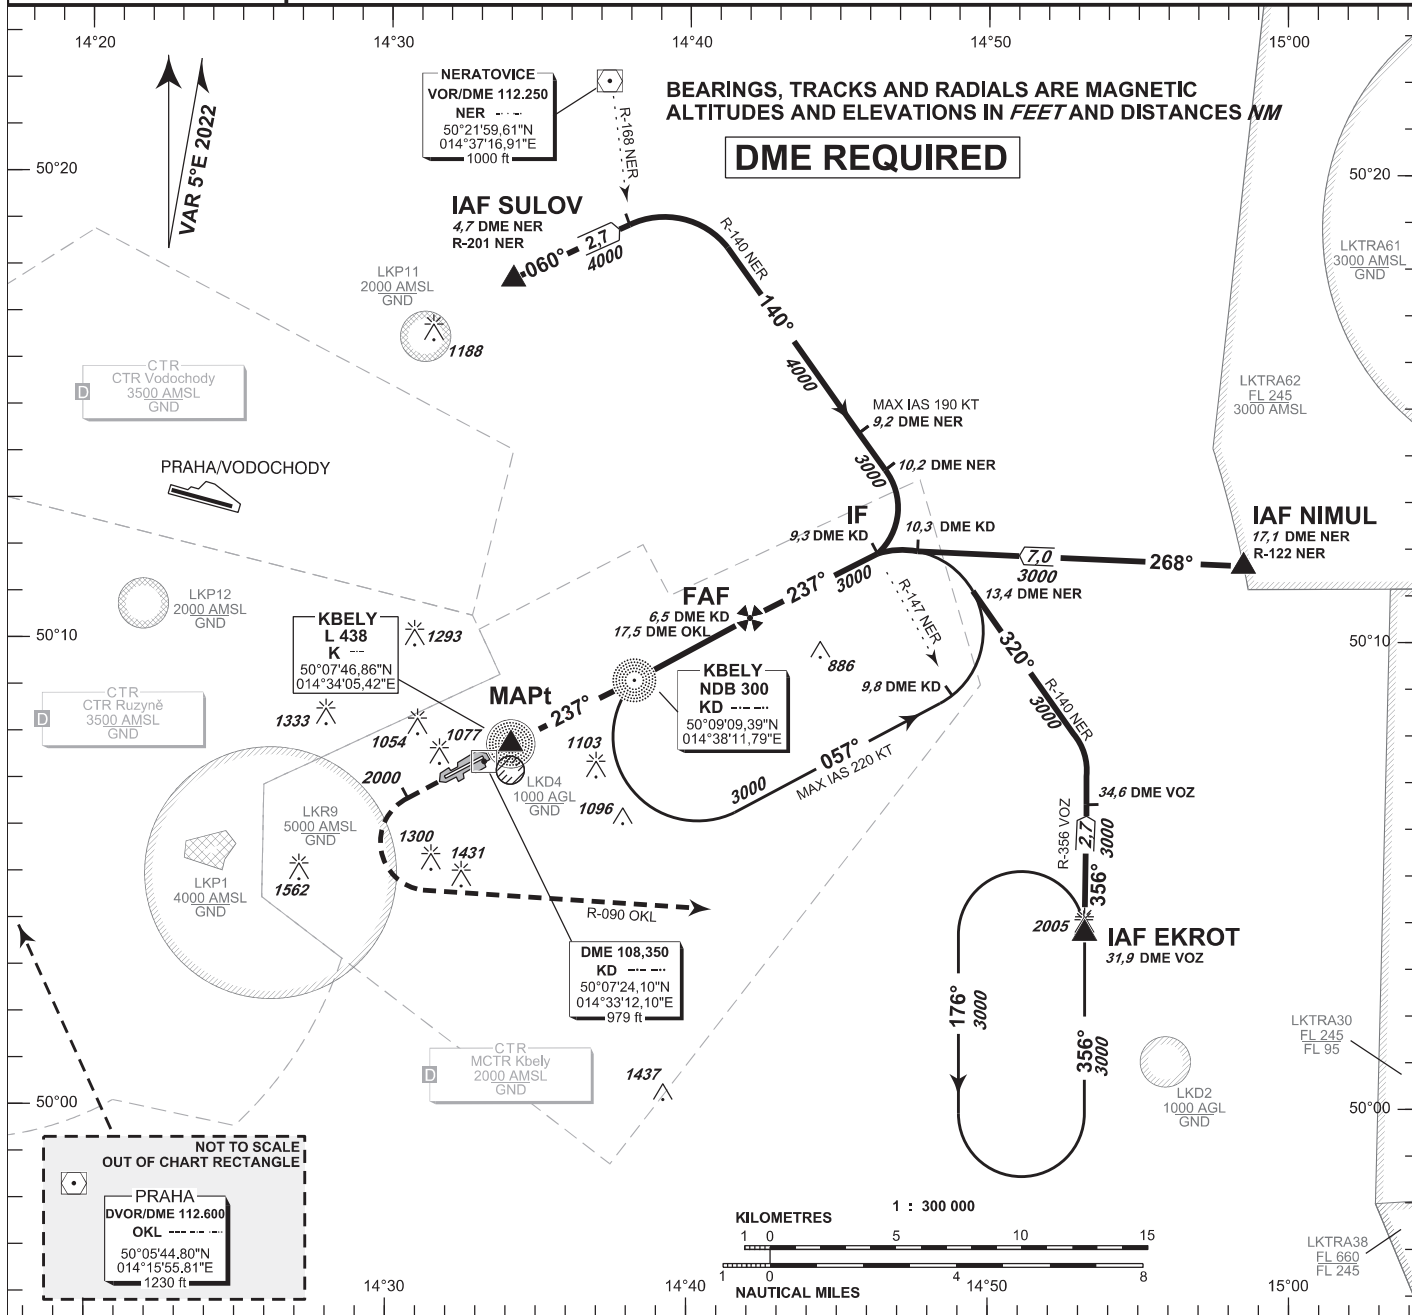 14°20
14°30
14°40
14°50
15°00
VAR 5°E 2022
NERATOVICE
VOR/DME 112.250
NER
50°21'59,61"N
014°37'16,91"E
1000 ft
BEARINGS, TRACKS AND RADIALS ARE MAGNETIC
ALTITUDES AND ELEVATIONS IN FEET AND DISTANCES NM
DME REQUIRED
50°20
50°20
R-168 NER
IAF SULOV
4,7 DME NER
R-201 NER
060°
2,7
4000
R-140 NER
140°
4000
LKTRA61
3000 AMSL
GND
LKP11
2000 AMSL
GND
1188
CTR
CTR Vodochody
3500 AMSL
GND
D
LKTRA62
FL 245
3000 AMSL
MAX IAS 190 KT
9,2 DME NER
3000
10,2 DME NER
PRAHA/VODOCHODY
IF
9,3 DME KD
10,3 DME KD
IAF NIMUL
17,1 DME NER
R-122 NER
7,0
3000
268°
237°
3000
R-147 NER
13,4 DME NER
LKP12
2000 AMSL
GND
FAF
6,5 DME KD
17,5 DME OKL
KBELY
L 438
K
50°07'46,86"N
014°34'05,42"E
1293
50°10
50°10
320°
R-140 NER
3000
886
9,8 DME KD
KBELY
NDB 300
KD
50°09'09,39"N
014°38'11,79"E
MAPt
237°
CTR
CTR Ruzyně
3500 AMSL
GND
D
1333
1054
1077
1103
057°
MAX IAS 220 KT
3000
2000
LKD4
1000 AGL
GND
1096
34,6 DME VOZ
R-356 VOZ
2,7
3000
356°
LKR9
5000 AMSL
GND
1300
1431
LKP1
4000 AMSL
GND
1562
R-090 OKL
2005
IAF EKROT
31,9 DME VOZ
DME 108,350
KD
50°07'24,10"N
014°33'12,10"E
979 ft
176°
3000
356°
3000
LKTRA30
FL 245
FL 95
CTR
MCTR Kbely
2000 AMSL
GND
D
1437
LKD2
1000 AGL
GND
50°00
50°00
NOT TO SCALE
OUT OF CHART RECTANGLE
PRAHA
DVOR/DME 112.600
OKL
50°05'44,80"N
014°15'55,81"E
1230 ft
1 : 300 000
KILOMETRES
1 0 5 10 15
1 0 4 8
NAUTICAL MILES
LKTRA38
FL 660
FL 245
14°30
14°40
14°50
15°00